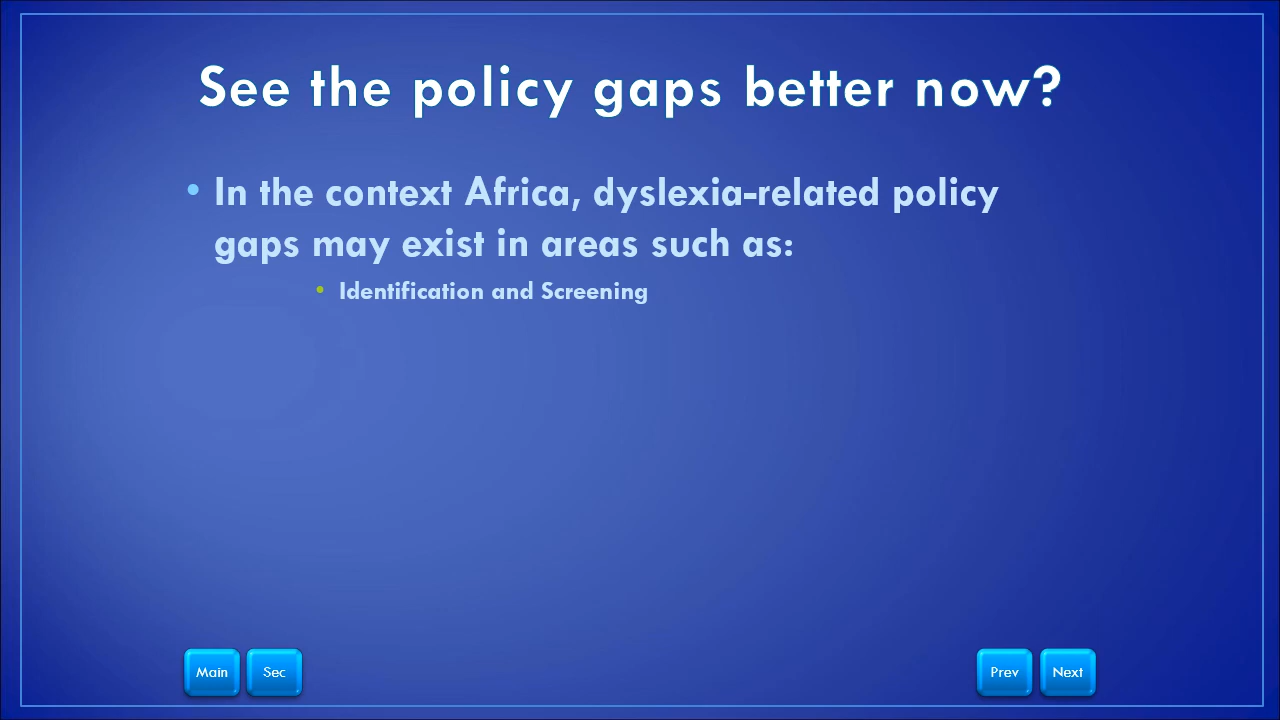 See the policy gaps better now?
• In the context Africa, dyslexia-related policy
gaps may exist in areas such as:
• Identification and Screening
Main Sec Prev Next